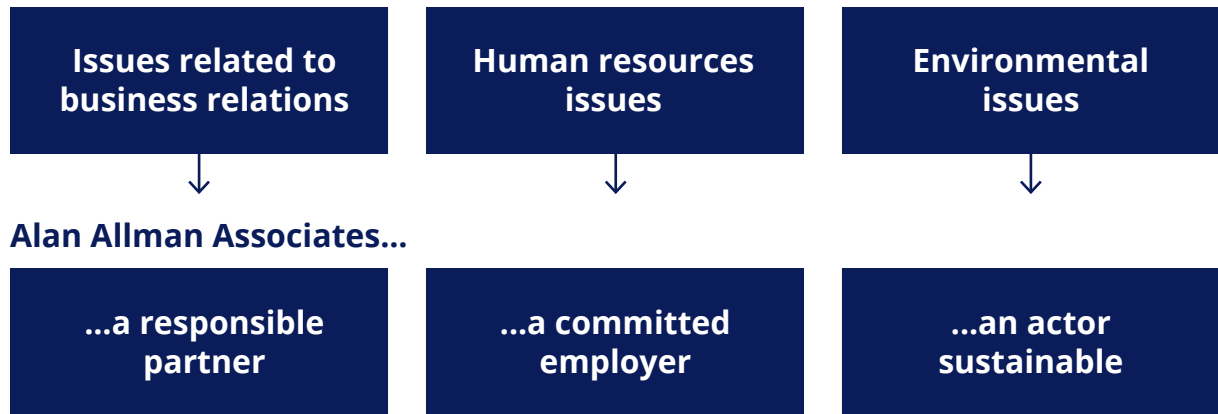 Issues related to
business relations
Human resources
issues
Environmental
issues
Alan Allman Associates...
...a responsible
partner
...a committed
employer
...an actor
sustainable